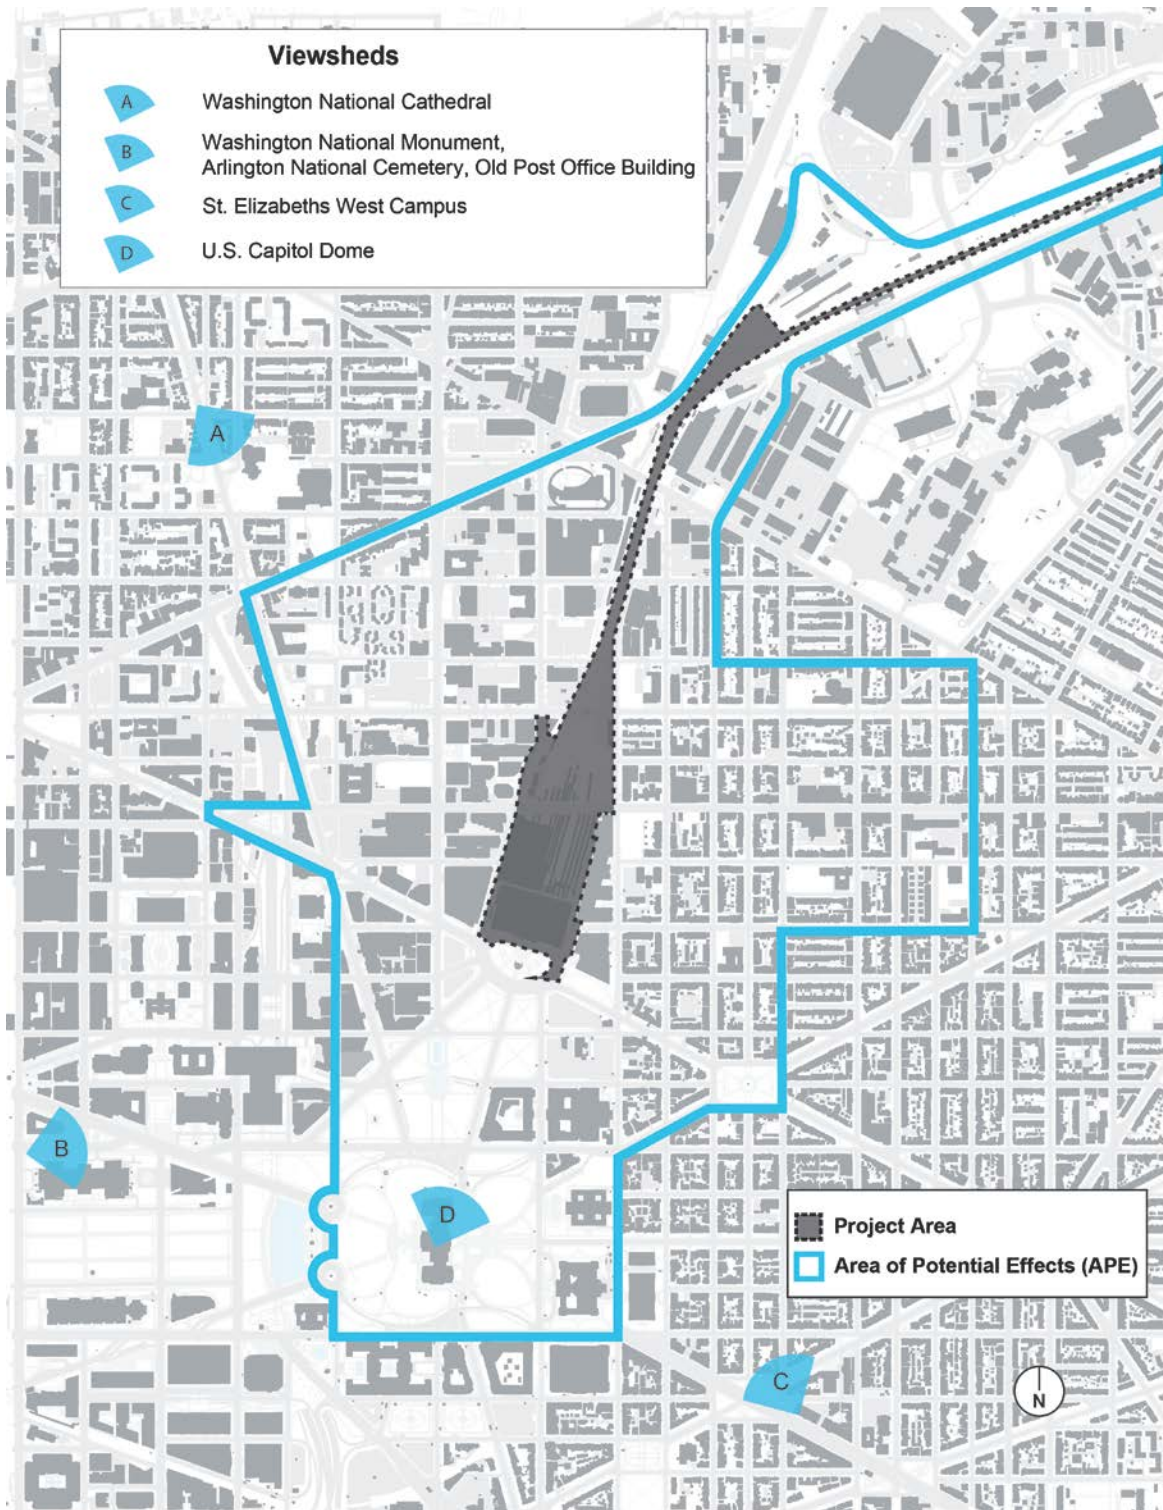 Viewsheds
A Washington National Cathedral
B Washington National Monument,
Arlington National Cemetery, Old Post Office Building
C St. Elizabeths West Campus
D U.S. Capitol Dome
A
B
D
Project Area
Area of Potential Effects (APE)
C
N